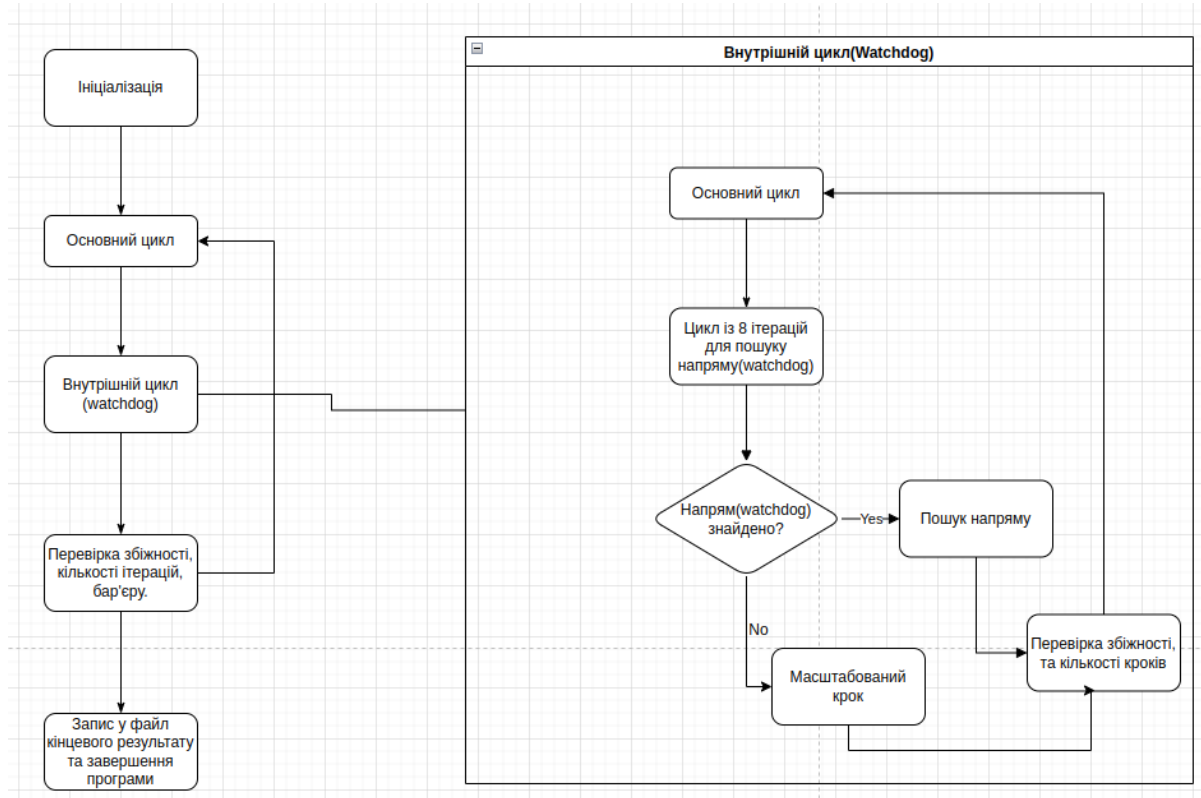 Ініціалізація
Основний цикл
Внутрішній цикл
(watchdog)
Перевірка збіжності,
кількості ітерацій,
бар'єру.
Запис у файл
кінцевого результату
та завершення
програми
Внутрішній цикл(Watchdog)
Основний цикл
Цикл із 8 ітерацій
для пошуку
напряму(watchdog)
Напрям(watchdog)
знайдено?
Yes
Пошук напряму
No
Масштабований
крок
Перевірка збіжності,
та кількості кроків